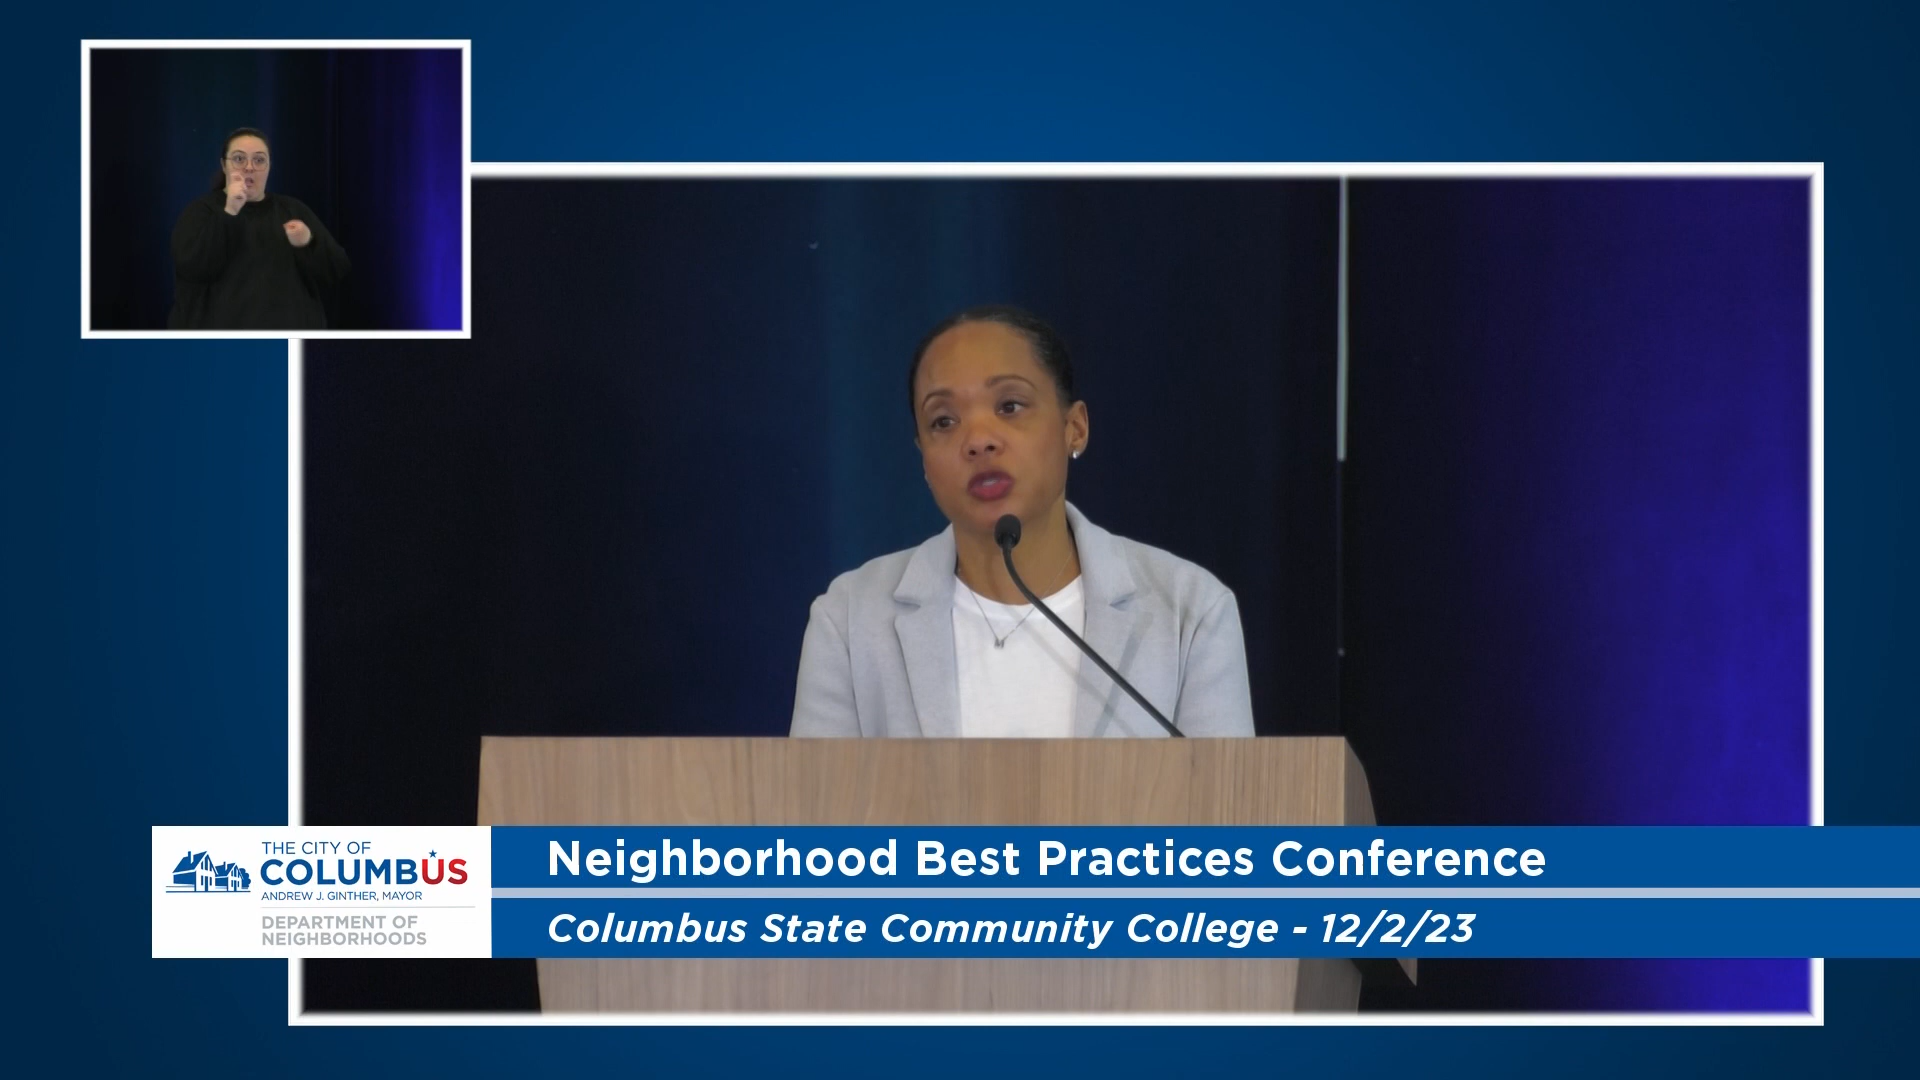 THE CITY OF
COLUMBUS
ANDREW J. GINTHER, MAYOR
DEPARTMENT OF
NEIGHBORHOODS
Neighborhood Best Practices Conference
Columbus State Community College - 12/2/23